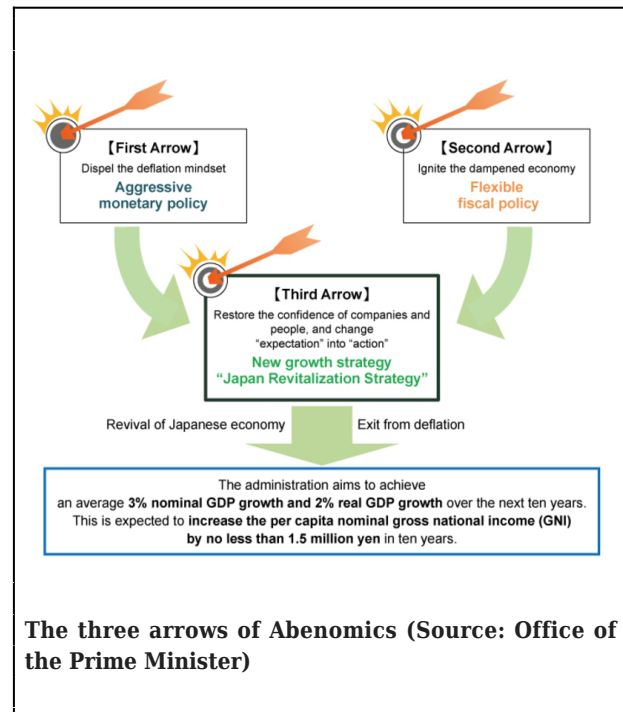 【First Arrow】
Dispel the deflation mindset
Aggressive
monetary policy
【Second Arrow】
Ignite the dampened economy
Flexible
fiscal policy
【Third Arrow】
Restore the confidence of companies and
people, and change
“expectation” into “action”
New growth strategy
“Japan Revitalization Strategy”
Revival of Japanese economy
Exit from deflation
The administration aims to achieve
an average 3% nominal GDP growth and 2% real GDP growth over the next ten years.
This is expected to increase the per capita nominal gross national income (GNI)
by no less than 1.5 million yen in ten years.
The three arrows of Abenomics (Source: Office of
the Prime Minister)